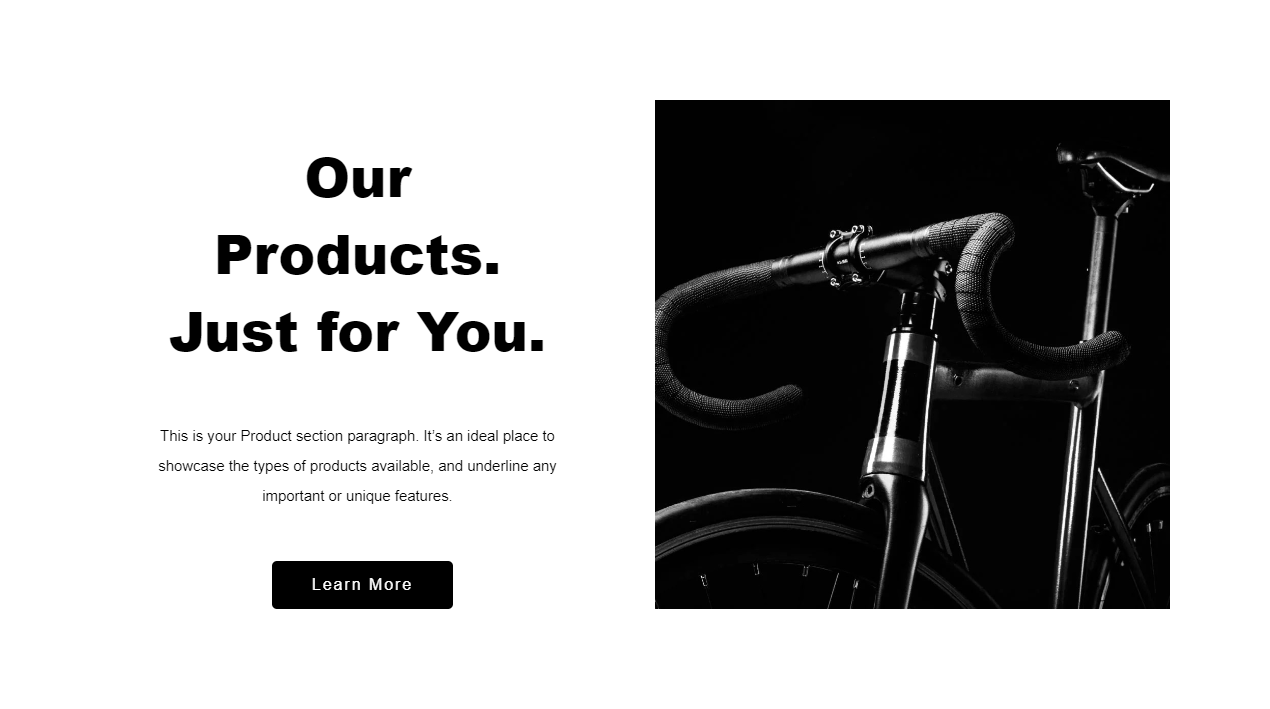 Our
Products.
Just for You.
This is your Product section paragraph. It’s an ideal place to
showcase the types of products available, and underline any
important or unique features.
Learn More